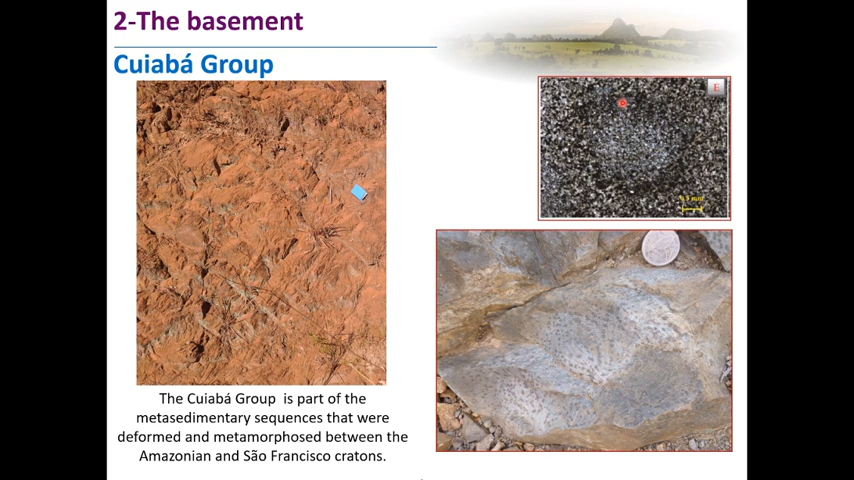 2-The basement
Cuiabá Group
E
The Cuiabá Group is part of the
metasedimentary sequences that were
deformed and metamorphosed between the
Amazonian and São Francisco cratons.